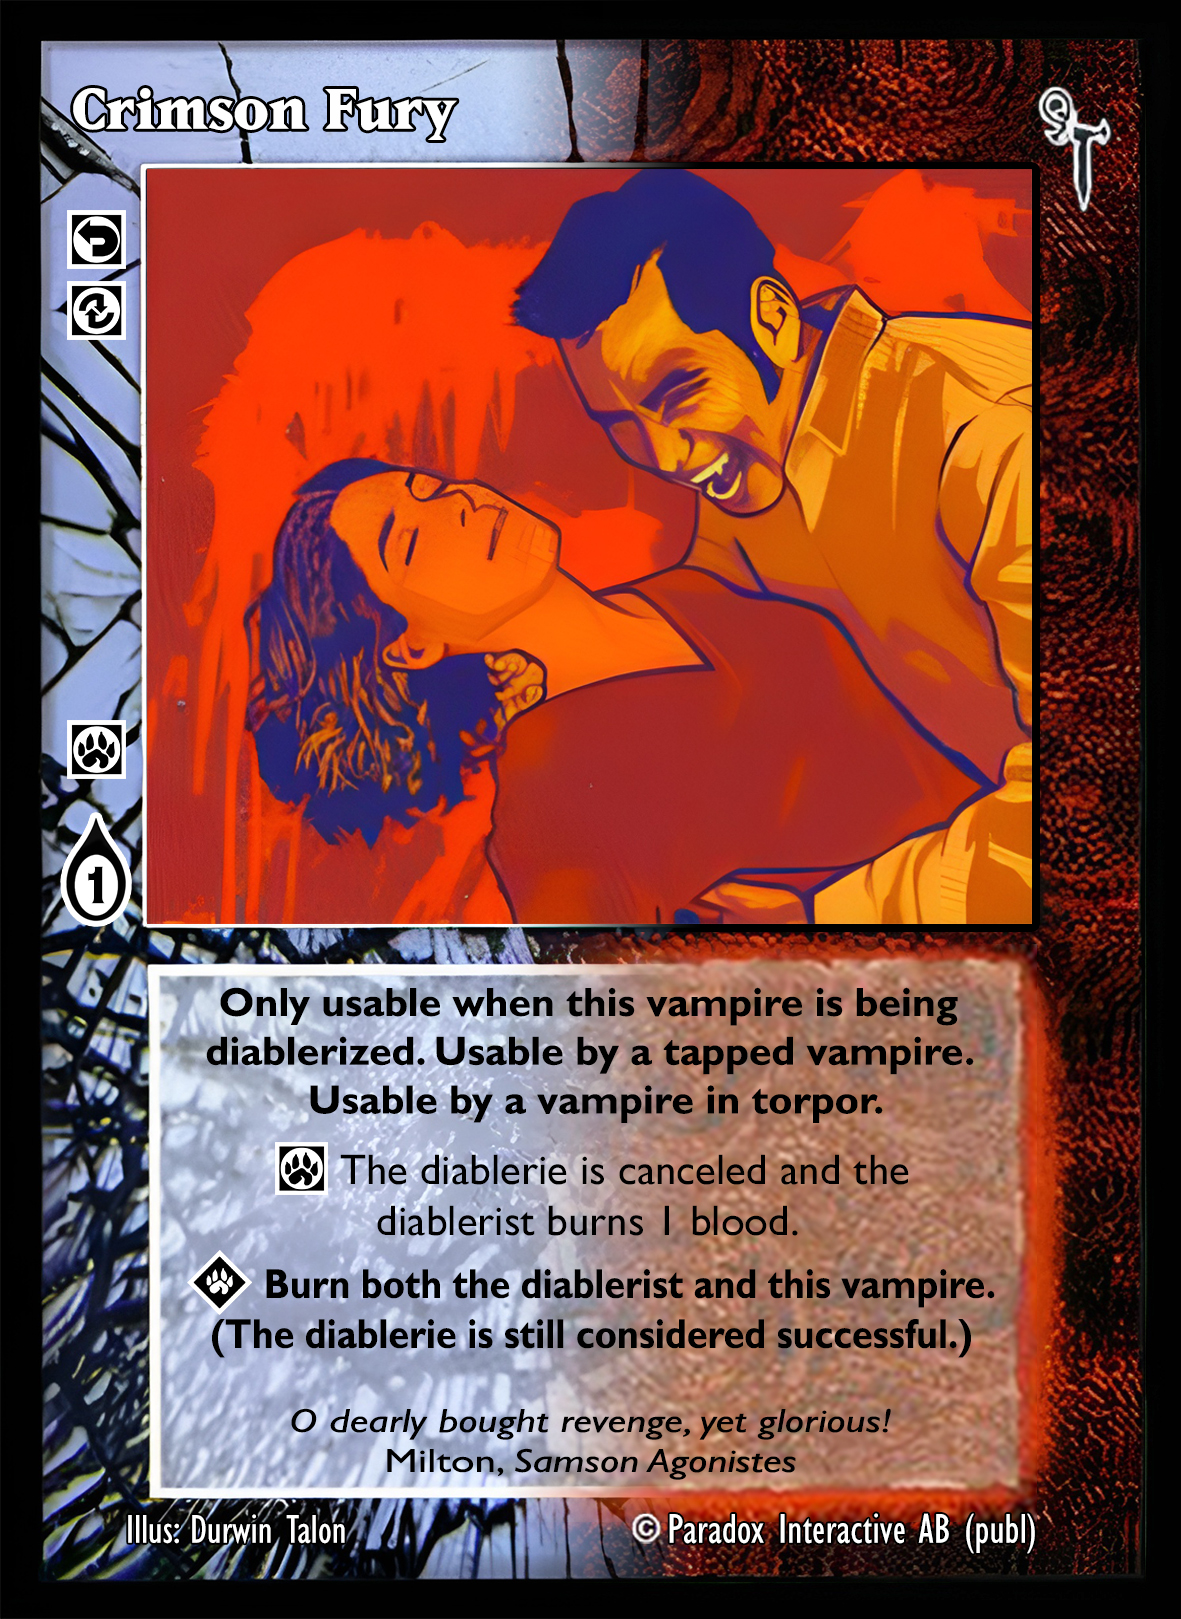 Crimson Fury
1
Only usable when this vampire is being
diablerized. Usable by a tapped vampire.
Usable by a vampire in torpor.
The diablerie is canceled and the
diablerist burns 1 blood.
Burn both the diablerist and this vampire.
(The diablerie is still considered successful.)
O dearly bought revenge, yet glorious!
Milton, Samson Agonistes
Illus: Durwin Talon
© Paradox Interactive AB (publ)